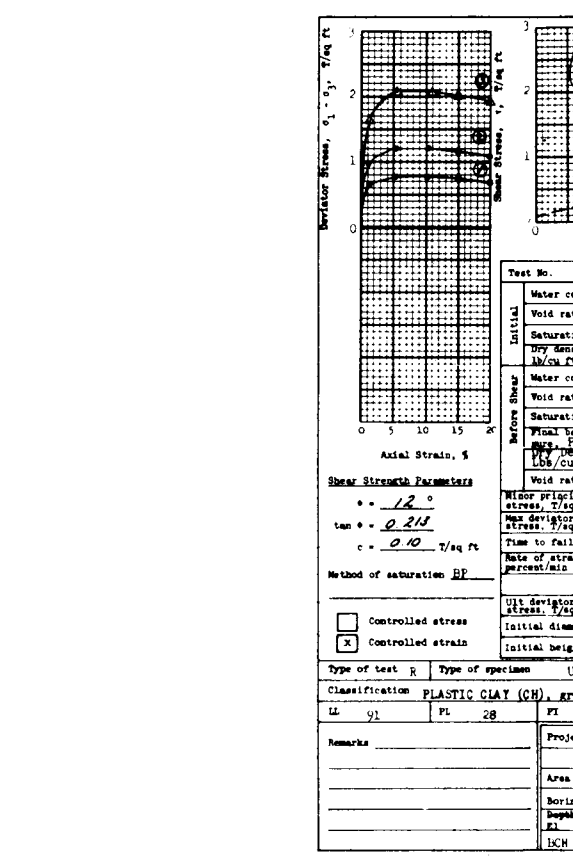 3
2
1
0
Deviator Stress, σ1 - σ3, T/sq ft
0 5 10 15 20
Axial Strain, %
3
2
1
0
Shear Stress, τ, T/sq ft
Shear Strength Parameters
φ = 12 °
tan φ = 0.213
c = 0.10 T/sq ft
Method of saturation BP
Controlled stress
X Controlled strain
Test No.
Initial
Water co
Void rat
Saturati
Dry dens
lb/cu ft
Before Shear
Water co
Void rat
Saturati
Final ba
Void rat
Minor princi
stress, T/sq
Max deviator
stress, T/sq
Time to fail
Rate of stra
percent/min
Ult deviator
stress, T/sq
Initial diam
Initial heig
Type of test R Type of specimen U
Classification PLASTIC CLAY (CH), gr
LL 91 PL 28 PI
Remarks
Proje
Area
Borin
Depth
El
BCH